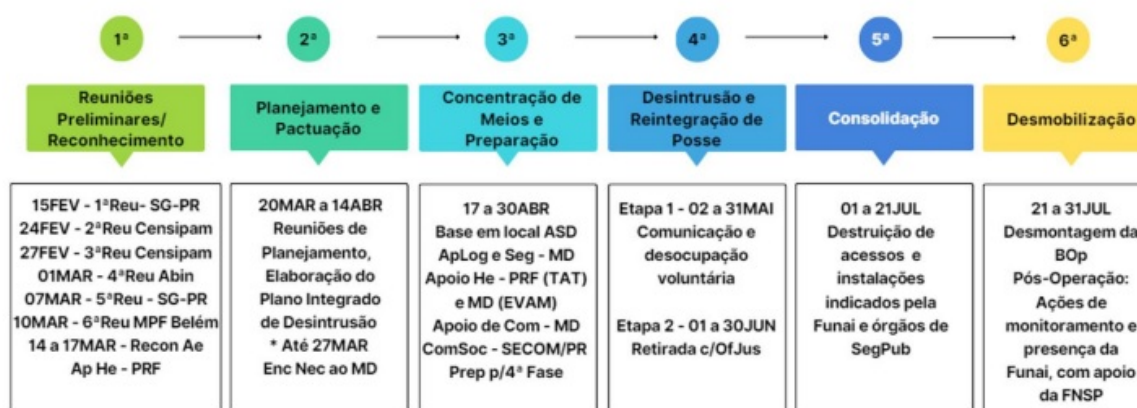 1ª
2ª
3ª
4ª
5ª
6ª
Reuniões
Preliminares/
Reconhecimento
Planejamento e
Pactuação
Concentração de
Meios e
Preparação
Desintrusão e
Reintegração de
Posse
Consolidação
Desmobilização
15FEV - 1ªReu- SG-PR
24FEV - 2ªReu Censipam
27FEV - 3ªReu Censipam
01MAR - 4ªReu Abin
07MAR - 5ªReu - SG-PR
10MAR - 6ªReu MPF Belém
14 a 17MAR - Recon Ae
Ap He - PRF
20MAR a 14ABR
Reuniões de
Planejamento,
Elaboração do
Plano Integrado
de Desintrusão
* Até 27MAR
Enc Nec ao MD
17 a 30ABR
Base em local ASD
ApLog e Seg - MD
Apoio He - PRF (TAT)
e MD (EVAM)
Apoio de Com - MD
ComSoc - SECOM/PR
Prep p/4ª Fase
Etapa 1 - 02 a 31MAI
Comunicação e
desocupação
voluntária
Etapa 2 - 01 a 30JUN
Retirada c/OfJus
01 a 21JUL
Destruição de
acessos e
instalações
indicados pela
Funai e órgãos de
SegPub
21 a 31JUL
Desmontagem da
BOp
Pós-Operação:
Ações de
monitoramento e
presença da
Funai, com apoio
da FNSP